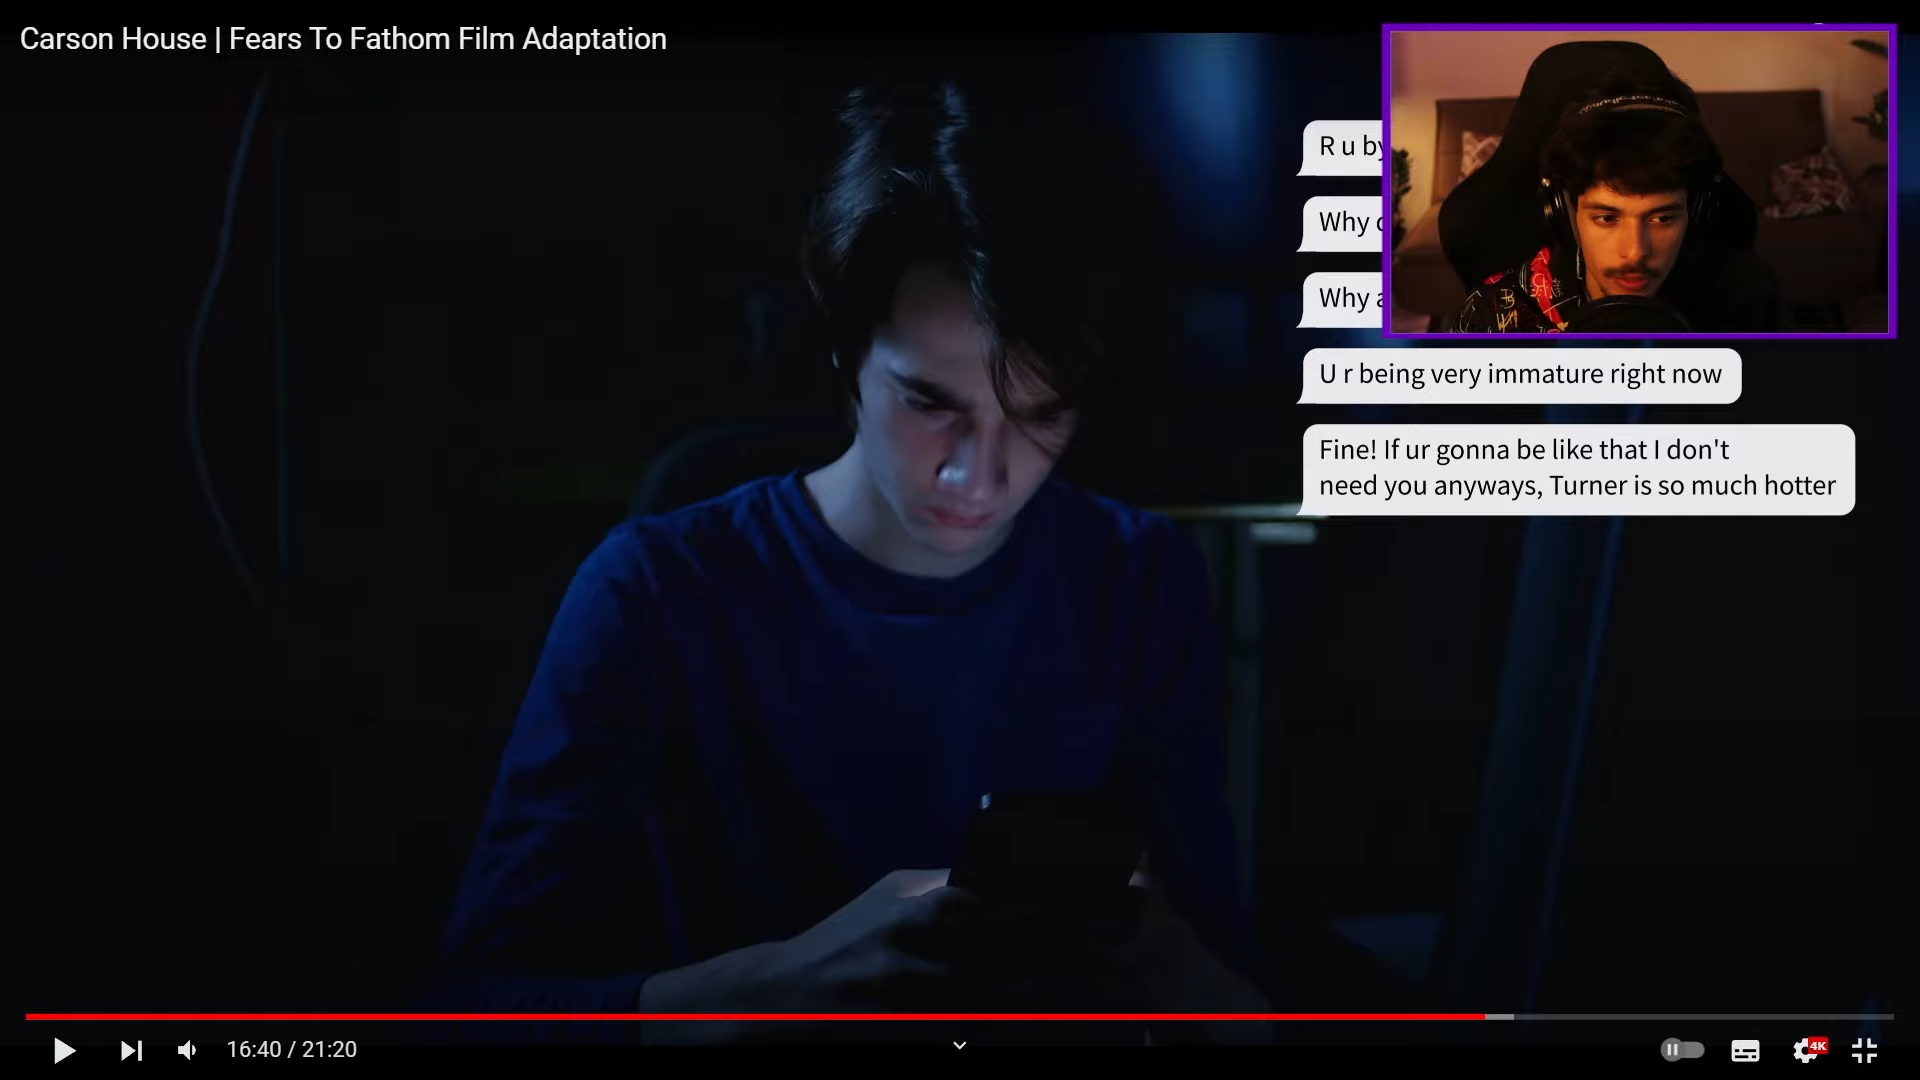 Carson House | Fears To Fathom Film Adaptation
R u by
Why
Why
U r being very immature right now
Fine! If ur gonna be like that I don't
need you anyways, Turner is so much hotter
16:40 / 21:20
4K